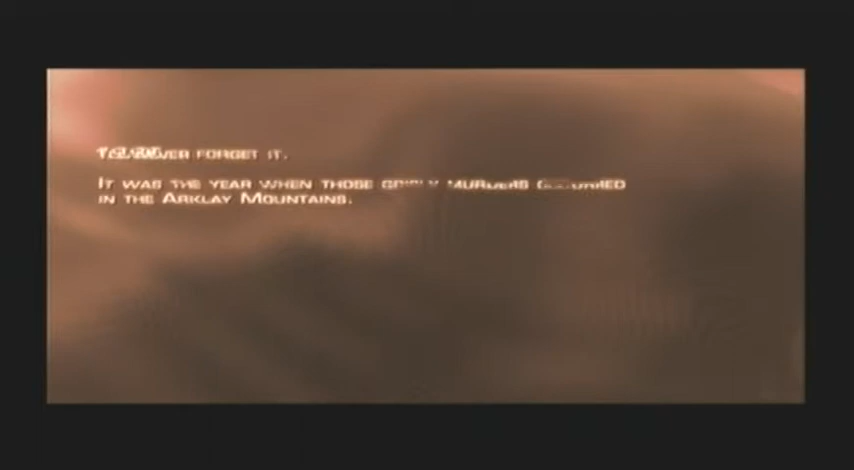 forget it.
It was the year when those murders
in the Arklay Mountains.